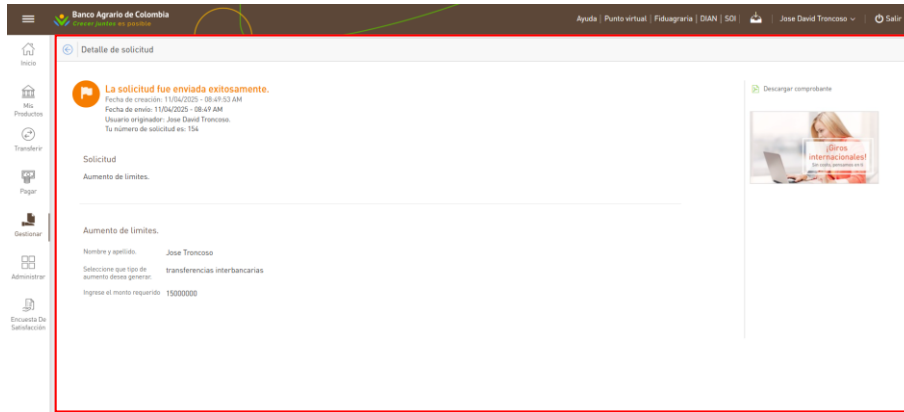 Banco Agrario de Colombia
Crecer juntos es posible
Ayuda | Punto virtual | Fiduagraria | DIAN | SOI |
Jose David Troncoso
Salir
Inicio
Mis
Productos
Transferir
Pagar
Gestionar
Administrar
Encuesta De
Satisfacción
Detalle de solicitud
La solicitud fue enviada exitosamente.
Fecha de creación: 11/04/2025 - 08:49:53 AM
Fecha de envío: 11/04/2025 - 08:49 AM
Usuario originador: Jose David Troncoso.
Tu número de solicitud es: 154
Solicitud
Aumento de limites.
Aumento de limites.
Nombre y apellido. Jose Troncoso
Seleccione que tipo de
aumento desea generar. transferencias interbancarias
Ingrese el monto requerido 15000000
Descargar comprobante
¡Giros
internacionales!